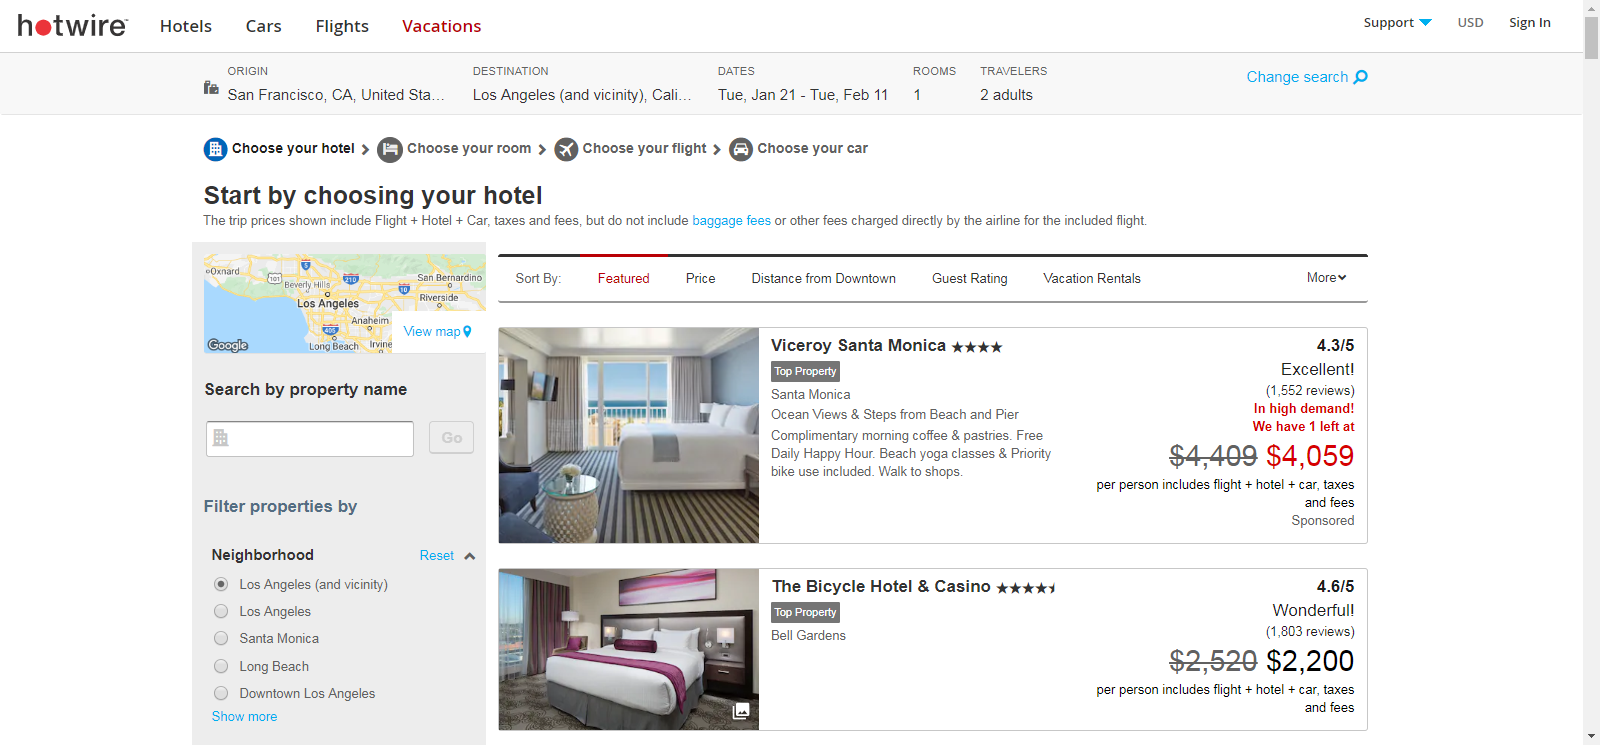 hotwire
Hotels
Cars
Flights
Vacations
Support
USD
Sign In
ORIGIN
San Francisco, CA, United Sta...
DESTINATION
Los Angeles (and vicinity), Cali...
DATES
Tue, Jan 21 - Tue, Feb 11
ROOMS
1
TRAVELERS
2 adults
Change search
Choose your hotel
Choose your room
Choose your flight
Choose your car
Start by choosing your hotel
The trip prices shown include Flight + Hotel + Car, taxes and fees, but do not include baggage fees or other fees charged directly by the airline for the included flight.
Oxnard
5
101
210
San Bernardino
Beverly Hills
10
Los Angeles
Riverside
Anaheim
405
Long Beach
Irvine
Google
View map
Search by property name
Go
Filter properties by
Neighborhood
Reset
Los Angeles (and vicinity)
Los Angeles
Santa Monica
Long Beach
Downtown Los Angeles
Show more
Sort By:
Featured
Price
Distance from Downtown
Guest Rating
Vacation Rentals
More
Viceroy Santa Monica
Top Property
Santa Monica
Ocean Views & Steps from Beach and Pier
Complimentary morning coffee & pastries. Free
Daily Happy Hour. Beach yoga classes & Priority
bike use included. Walk to shops.
4.3/5
Excellent!
(1,552 reviews)
In high demand!
We have 1 left at
$4,409 $4,059
per person includes flight + hotel + car, taxes
and fees
Sponsored
The Bicycle Hotel & Casino
Top Property
Bell Gardens
4.6/5
Wonderful!
(1,803 reviews)
$2,520 $2,200
per person includes flight + hotel + car, taxes
and fees